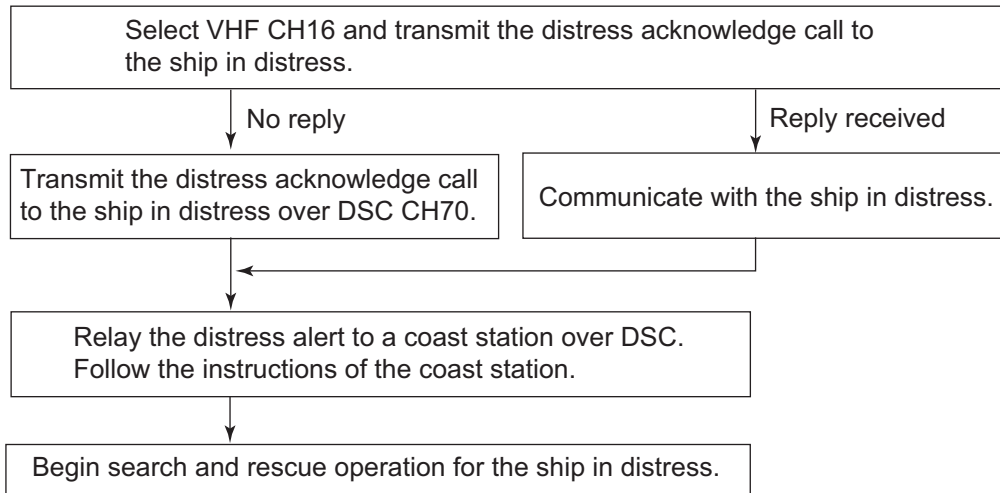 Select VHF CH16 and transmit the distress acknowledge call to
the ship in distress.
No reply
Reply received
Transmit the distress acknowledge call
to the ship in distress over DSC CH70.
Communicate with the ship in distress.
Relay the distress alert to a coast station over DSC.
Follow the instructions of the coast station.
Begin search and rescue operation for the ship in distress.